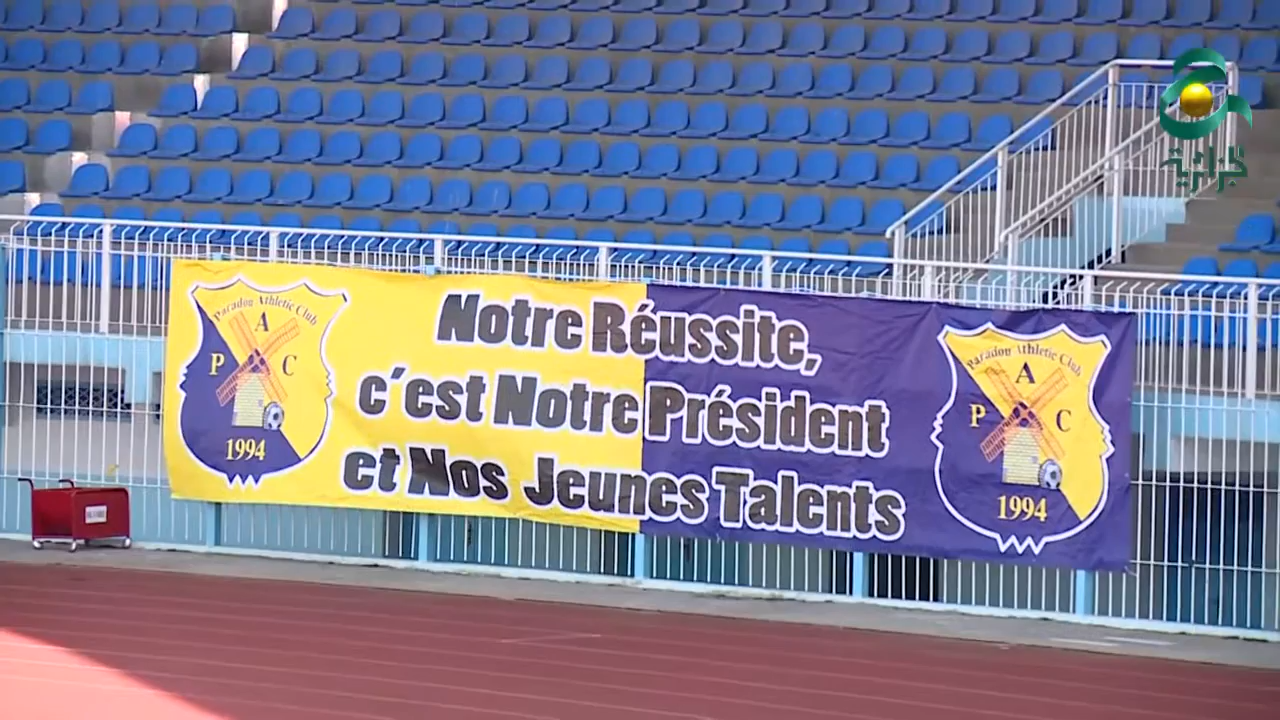 جزائرية
Paradou Athletic Club
P A C
1994
Notre Réussite,
c'est Notre Président
et Nos Jeunes Talents
Paradou Athletic Club
P A C
1994